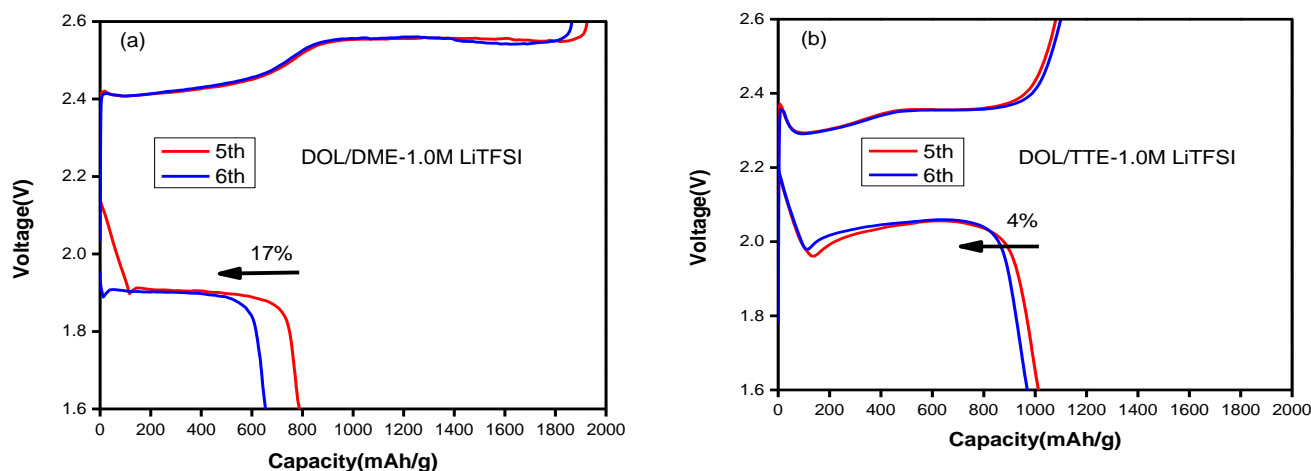 2.6
(a)
2.4
5th
6th
DOL/DME-1.0M LiTFSI
2.2
Voltage(V)
2.0
17%
1.8
1.6
0 200 400 600 800 1000 1200 1400 1600 1800 2000
Capacity(mAh/g)
2.6
(b)
2.4
DOL/TTE-1.0M LiTFSI
5th
6th
2.2
Voltage(V)
4%
2.0
1.8
1.6
0 200 400 600 800 1000 1200 1400 1600 1800 2000
Capacity(mAh/g)